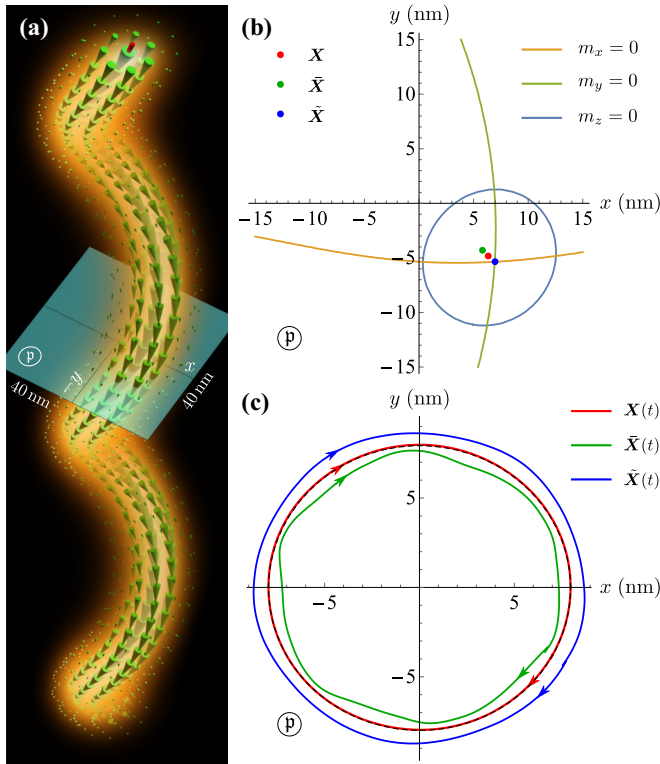 (a)
𝔭
x
−y
40 nm
40 nm
(b)
y (nm)
X
X̄
X̃
m_x = 0
m_y = 0
m_z = 0
15
10
5
−15
−10
−5
5
10
15
x (nm)
−5
−10
−15
𝔭
(c)
y (nm)
X(t)
X̄(t)
X̃(t)
5
−5
5
x (nm)
−5
𝔭